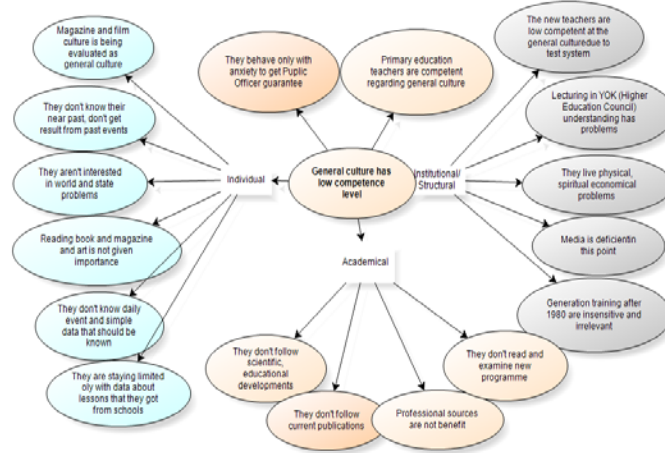 Magazine and film
culture is being
evaluated as
general culture
They don't know their
near past, don't get
result from past events
They aren't interested
in world and state
problems
Reading book and magazine
and art is not given
importance
They don't know daily
event and simple
data that should be
known
They are staying limited
oly with data about
lessons that they got
from schools
Individual
They behave only with
anxiety to get Puplic
Officer guarantee
Primary education
teachers are competent
regarding general culture
General culture has
low competence
level
Institutional/
Structural
Academical
They don't follow
scientific,
educational
developments
They don't follow
current publications
Professional sources
are not benefit
They don't read and
examine new
programme
The new teachers are
low competent at the
general culturedue to
test system
Lecturing in YOK (Higher
Education Council)
understanding has
problems
They live physical,
spiritual economical
problems
Media is deficientin
this point
Generation training after
1980 are insensitive and
irrelevant